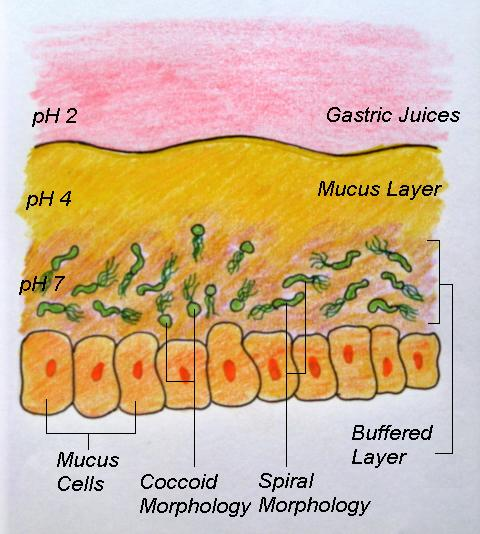 pH 2
Gastric Juices
Mucus Layer
pH 4
pH 7
Buffered
Layer
Mucus
Cells
Coccoid
Morphology
Spiral
Morphology